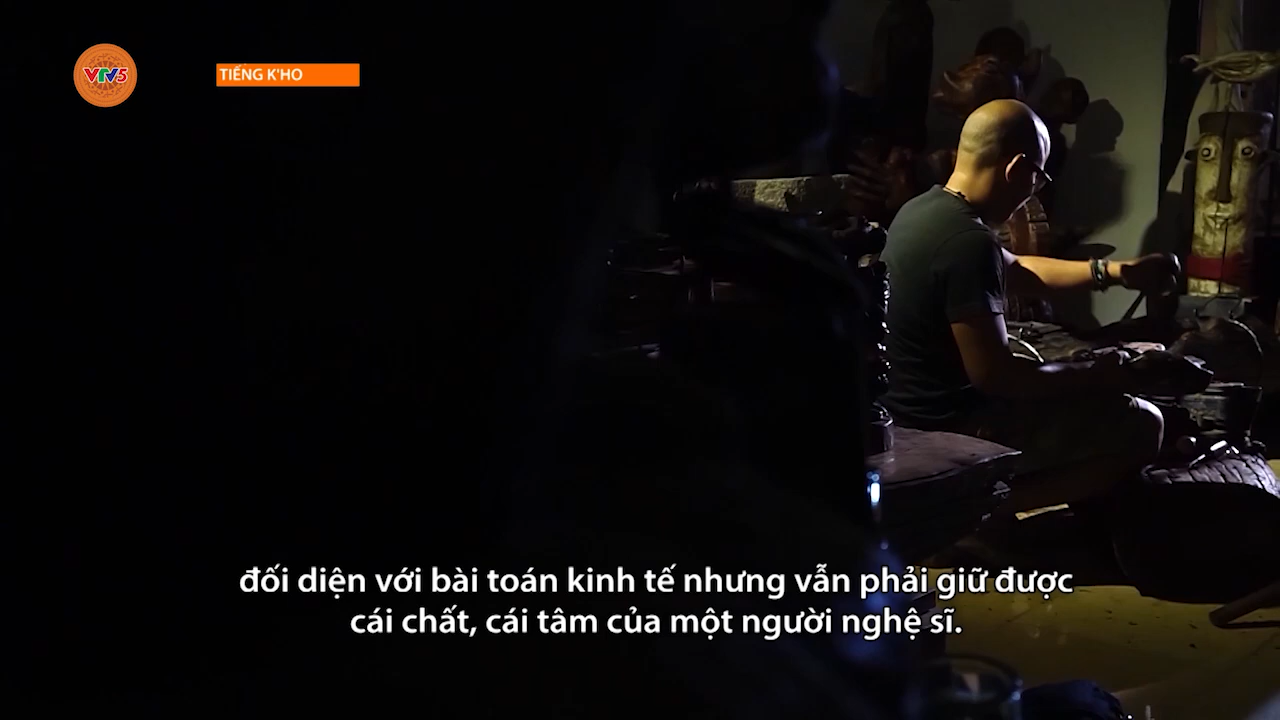 VTV5
TIẾNG K'HO
đối diện với bài toán kinh tế nhưng vẫn phải giữ được
cái chất, cái tâm của một người nghệ sĩ.